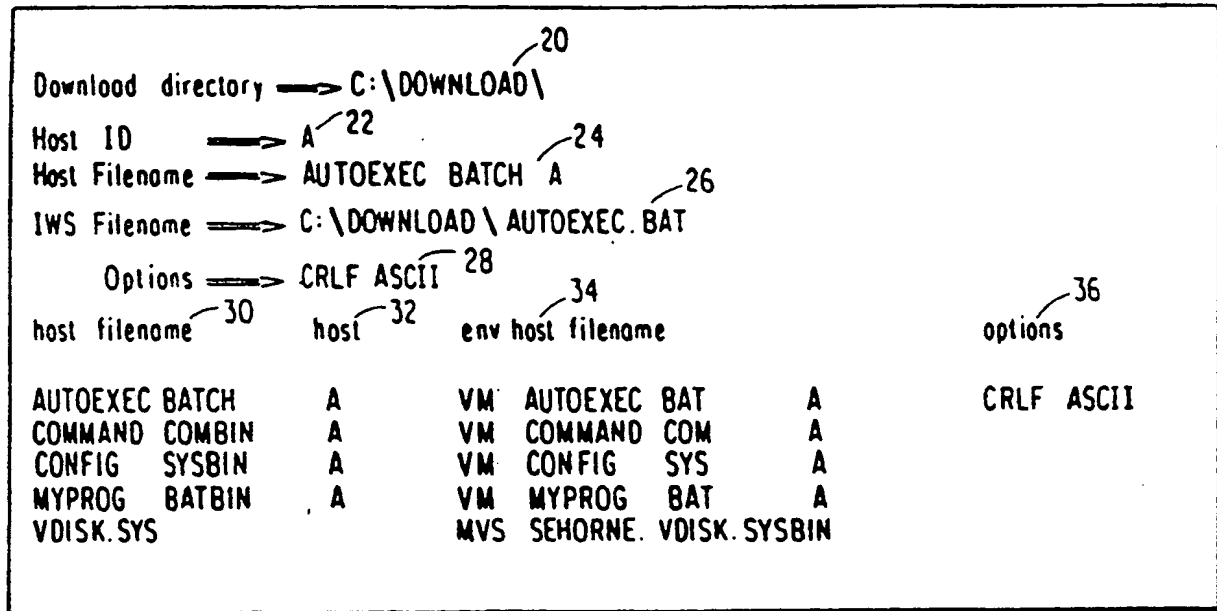 20
Download directory ⟹ C:\DOWNLOAD\
Host ID ⟹ A 22
24
Host Filename ⟹ AUTOEXEC BATCH A
26
IWS Filename ⟹ C:\DOWNLOAD\AUTOEXEC.BAT
Options ⟹ CRLF ASCII 28
host filename 30 host 32 env host filename 34 options 36
AUTOEXEC BATCH A VM AUTOEXEC BAT A CRLF ASCII
COMMAND COMBIN A VM COMMAND COM A
CONFIG SYSBIN A VM CONFIG SYS A
MYPROG BATBIN A VM MYPROG BAT A
VDISK.SYS MVS SEHORNE.VDISK.SYSBIN